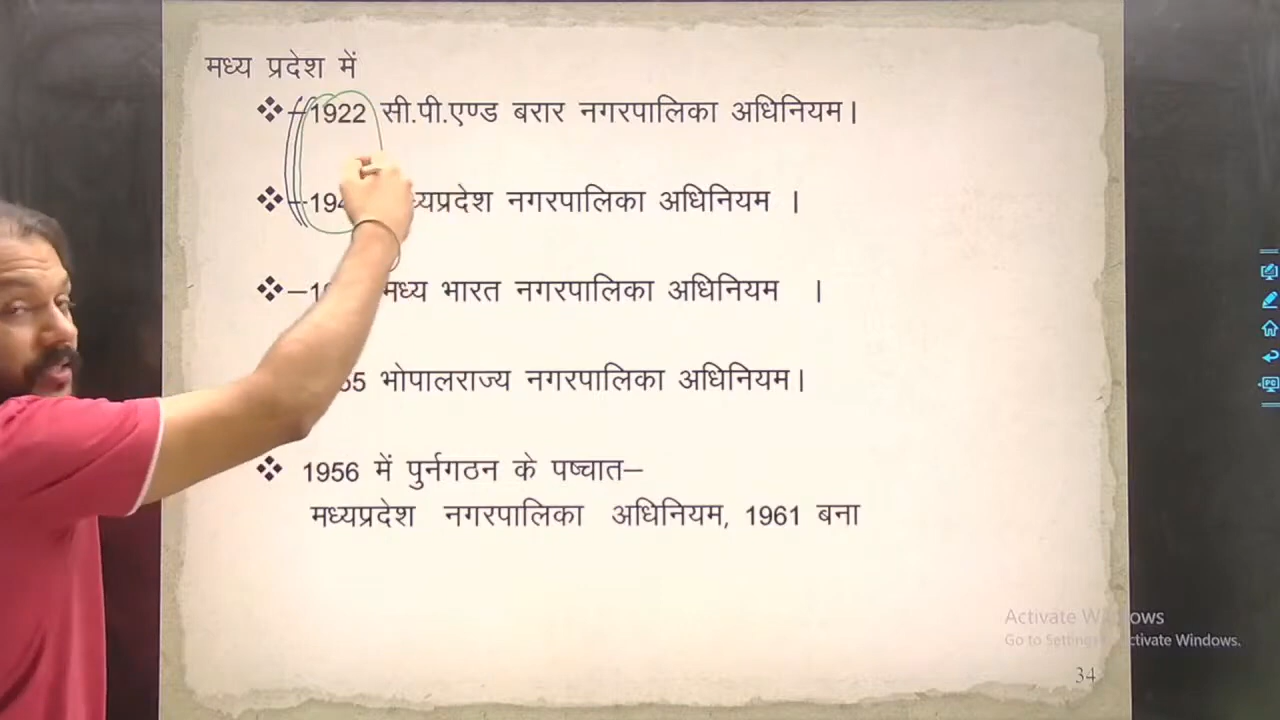 मध्य प्रदेश में
❖ –1922 सी.पी.एण्ड बरार नगरपालिका अधिनियम।
❖ नगरपालिका अधिनियम ।
❖ – मध्य भारत नगरपालिका अधिनियम ।
भोपालराज्य नगरपालिका अधिनियम।
❖ 1956 में पुर्नगठन के पष्चात–
मध्यप्रदेश नगरपालिका अधिनियम, 1961 बना
Activate Windows
Go to Settings to activate Windows.
34